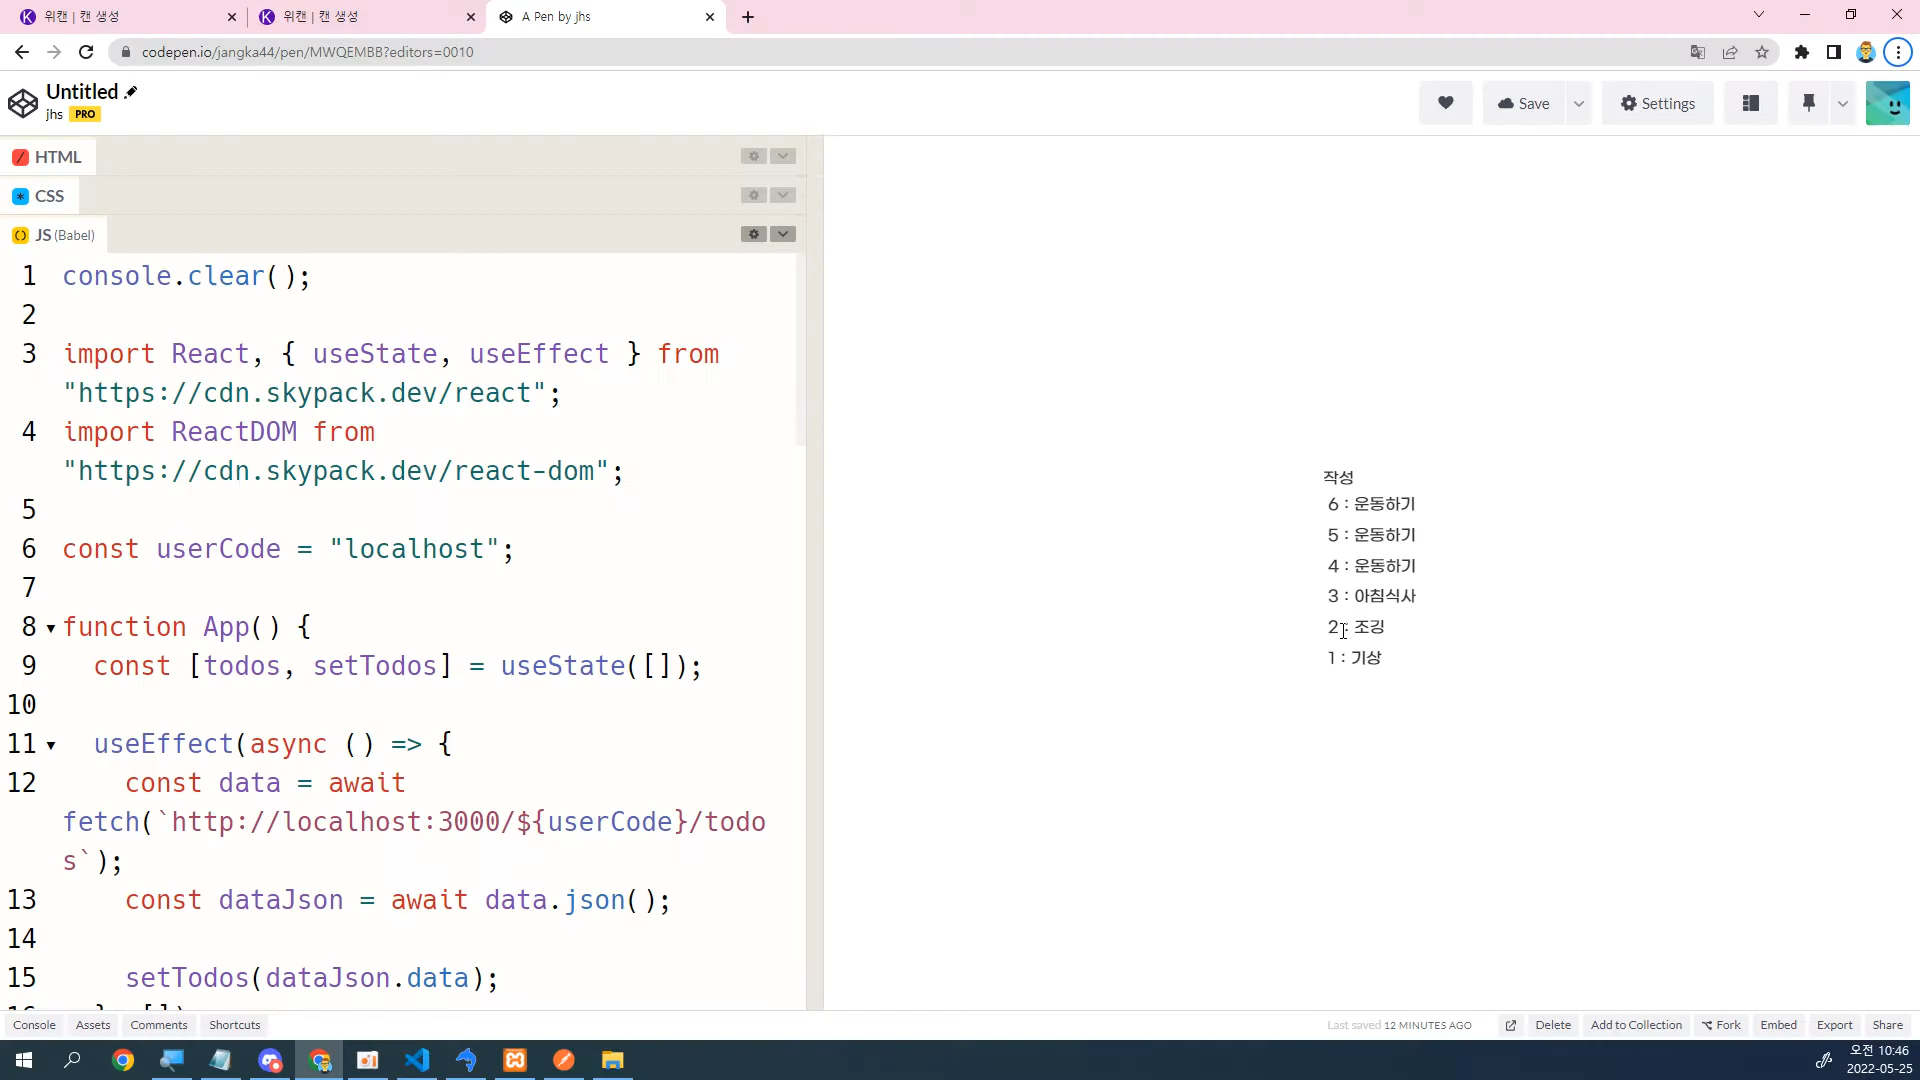 위캔 | 캔 생성
위캔 | 캔 생성
A Pen by jhs
codepen.io/jangka44/pen/MWQEMBB?editors=0010
Untitled
jhs PRO
Save
Settings
HTML
CSS
JS (Babel)
1 console.clear();
2
3 import React, { useState, useEffect } from
"https://cdn.skypack.dev/react";
4 import ReactDOM from
"https://cdn.skypack.dev/react-dom";
5
6 const userCode = "localhost";
7
8 function App() {
9 const [todos, setTodos] = useState([]);
10
11 useEffect(async () => {
12 const data = await
fetch(`http://localhost:3000/${userCode}/todo
s`);
13 const dataJson = await data.json();
14
15 setTodos(dataJson.data);
작성
6 : 운동하기
5 : 운동하기
4 : 운동하기
3 : 아침식사
2 : 조깅
1 : 기상
Console
Assets
Comments
Shortcuts
Last saved 12 MINUTES AGO
Delete
Add to Collection
Fork
Embed
Export
Share
오전 10:46
2022-05-25